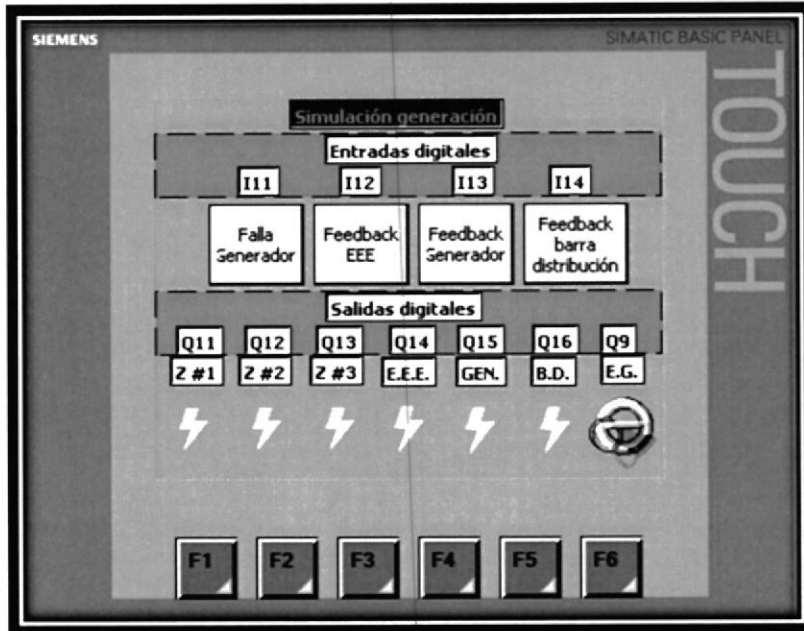 SIEMENS
SIMATIC BASIC PANEL
TOUCH
Simulación generación
Entradas digitales
I11 I12 I13 I14
Falla Generador
Feedback EEE
Feedback Generador
Feedback barra distribución
Salidas digitales
Q11 Q12 Q13 Q14 Q15 Q16 Q9
Z #1 Z #2 Z #3 E.E.E. GEN. B.D. E.G.
F1 F2 F3 F4 F5 F6